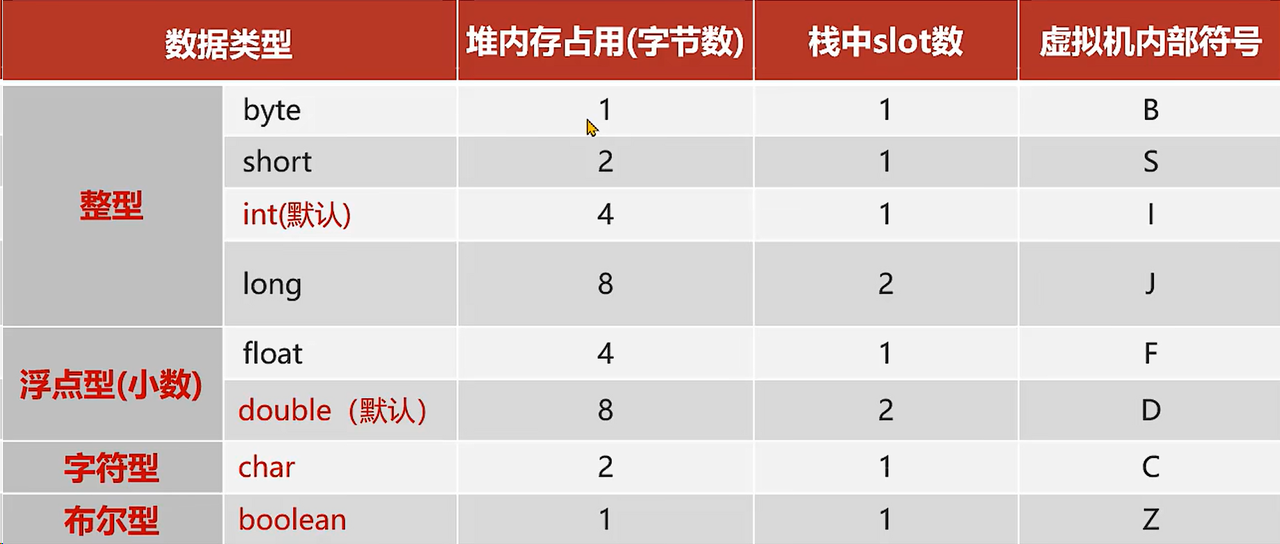 数据类型 堆内存占用(字节数) 栈中slot数 虚拟机内部符号
整型 byte 1 1 B
short 2 1 S
int(默认) 4 1 I
long 8 2 J
浮点型(小数) float 4 1 F
double（默认） 8 2 D
字符型 char 2 1 C
布尔型 boolean 1 1 Z